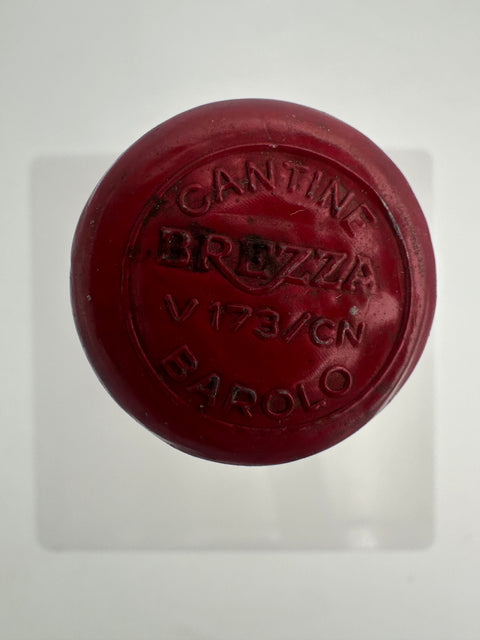 CANTINE
BREZZA
V 173/CN
BAROLO